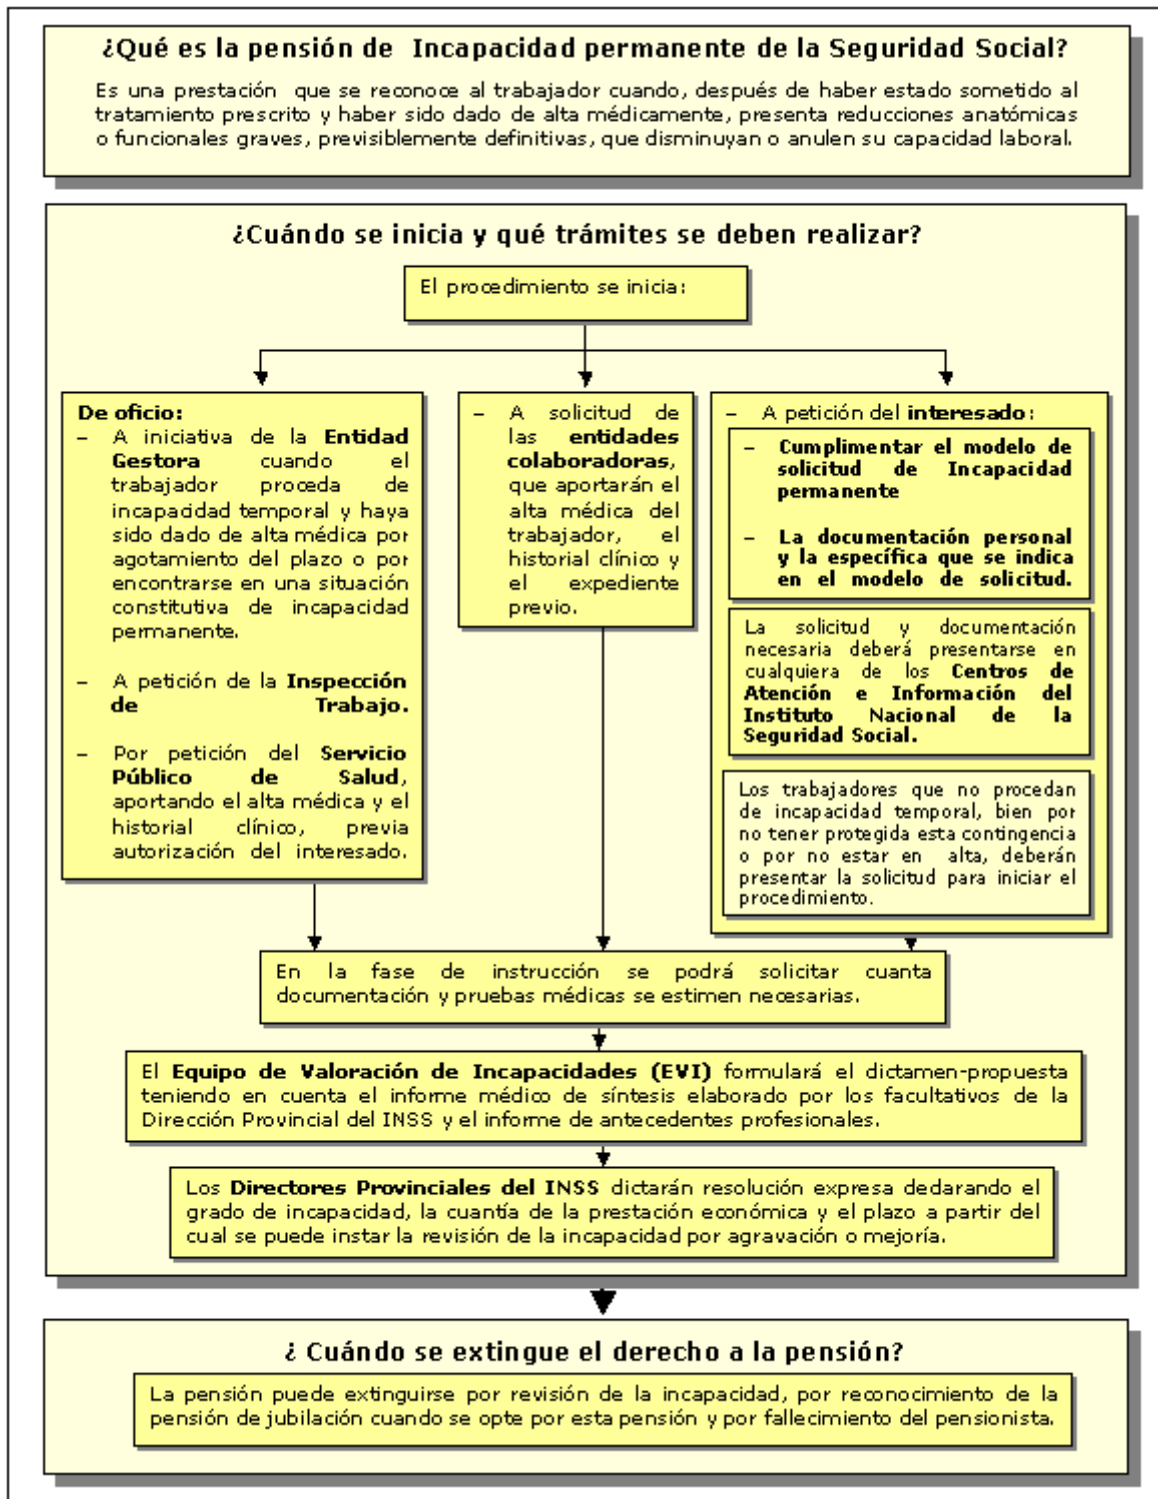 ¿Qué es la pensión de Incapacidad permanente de la Seguridad Social?
Es una prestación que se reconoce al trabajador cuando, después de haber estado sometido al
tratamiento prescrito y haber sido dado de alta médicamente, presenta reducciones anatómicas
o funcionales graves, previsiblemente definitivas, que disminuyan o anulen su capacidad laboral.
¿Cuándo se inicia y qué trámites se deben realizar?
El procedimiento se inicia:
De oficio:
– A iniciativa de la Entidad
Gestora cuando el
trabajador proceda de
incapacidad temporal y haya
sido dado de alta médica por
agotamiento del plazo o por
encontrarse en una situación
constitutiva de incapacidad
permanente.
– A petición de la Inspección
de Trabajo.
– Por petición del Servicio
Público de Salud,
aportando el alta médica y el
historial clínico, previa
autorización del interesado.
– A solicitud de
las entidades
colaboradoras,
que aportarán el
alta médica del
trabajador, el
historial clínico y
el expediente
previo.
– A petición del interesado:
– Cumplimentar el modelo de
solicitud de Incapacidad
permanente
– La documentación personal
y la específica que se indica
en el modelo de solicitud.
La solicitud y documentación
necesaria deberá presentarse en
cualquiera de los Centros de
Atención e Información del
Instituto Nacional de la
Seguridad Social.
Los trabajadores que no procedan
de incapacidad temporal, bien por
no tener protegida esta contingencia
o por no estar en alta, deberán
presentar la solicitud para iniciar el
procedimiento.
En la fase de instrucción se podrá solicitar cuanta
documentación y pruebas médicas se estimen necesarias.
El Equipo de Valoración de Incapacidades (EVI) formulará el dictamen-propuesta
teniendo en cuenta el informe médico de síntesis elaborado por los facultativos de la
Dirección Provincial del INSS y el informe de antecedentes profesionales.
Los Directores Provinciales del INSS dictarán resolución expresa declarando el
grado de incapacidad, la cuantía de la prestación económica y el plazo a partir del
cual se puede instar la revisión de la incapacidad por agravación o mejoría.
¿ Cuándo se extingue el derecho a la pensión?
La pensión puede extinguirse por revisión de la incapacidad, por reconocimiento de la
pensión de jubilación cuando se opte por esta pensión y por fallecimiento del pensionista.